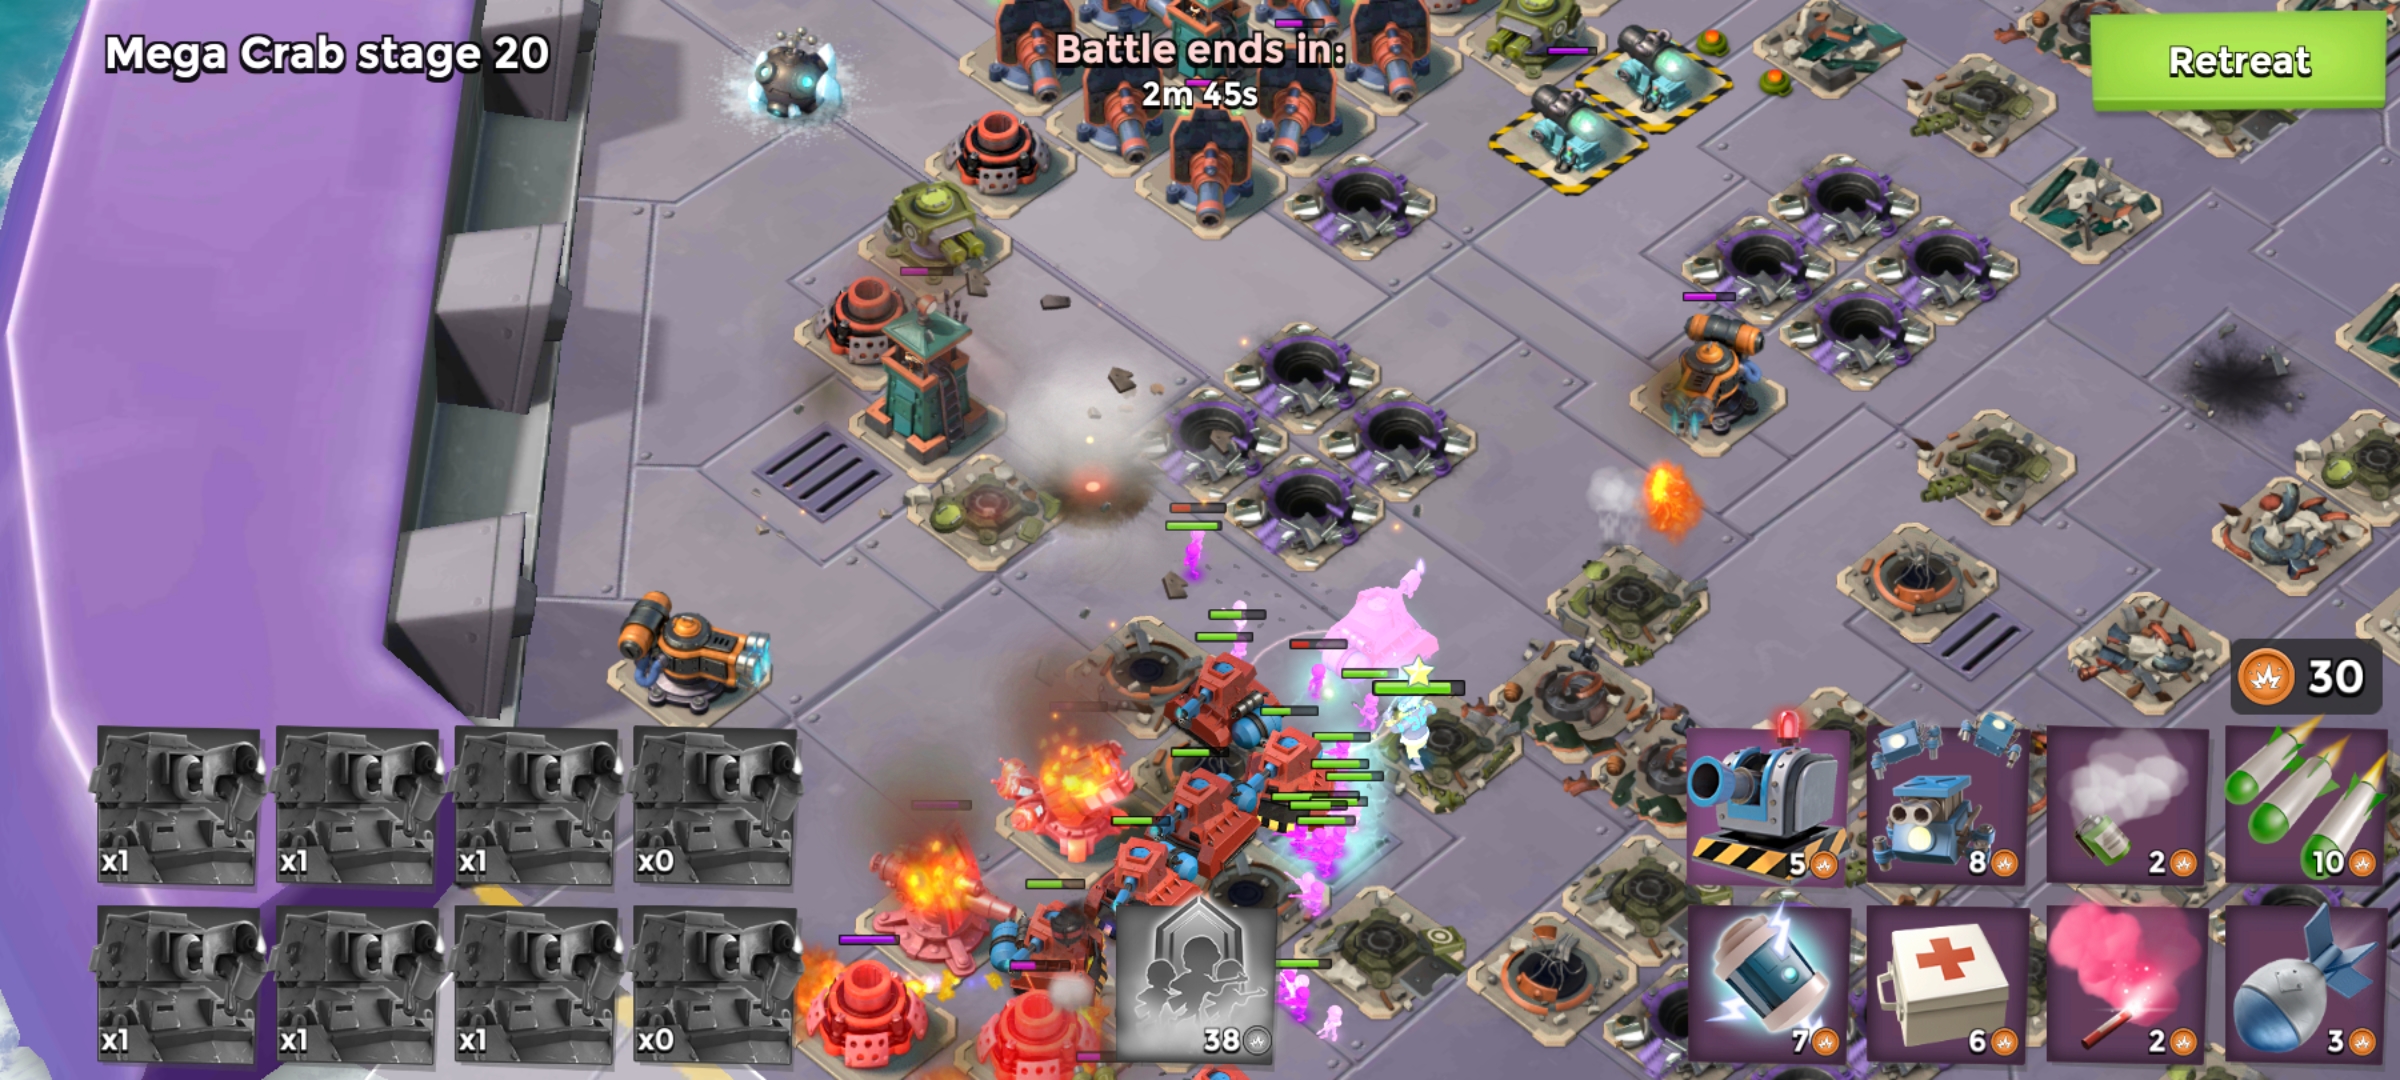 Mega Crab stage 20
Battle ends in:
2m 45s
Retreat
30
x1 x1 x1 x0
5 8 2 10
x1 x1 x1 x0
38
7 6 2 3